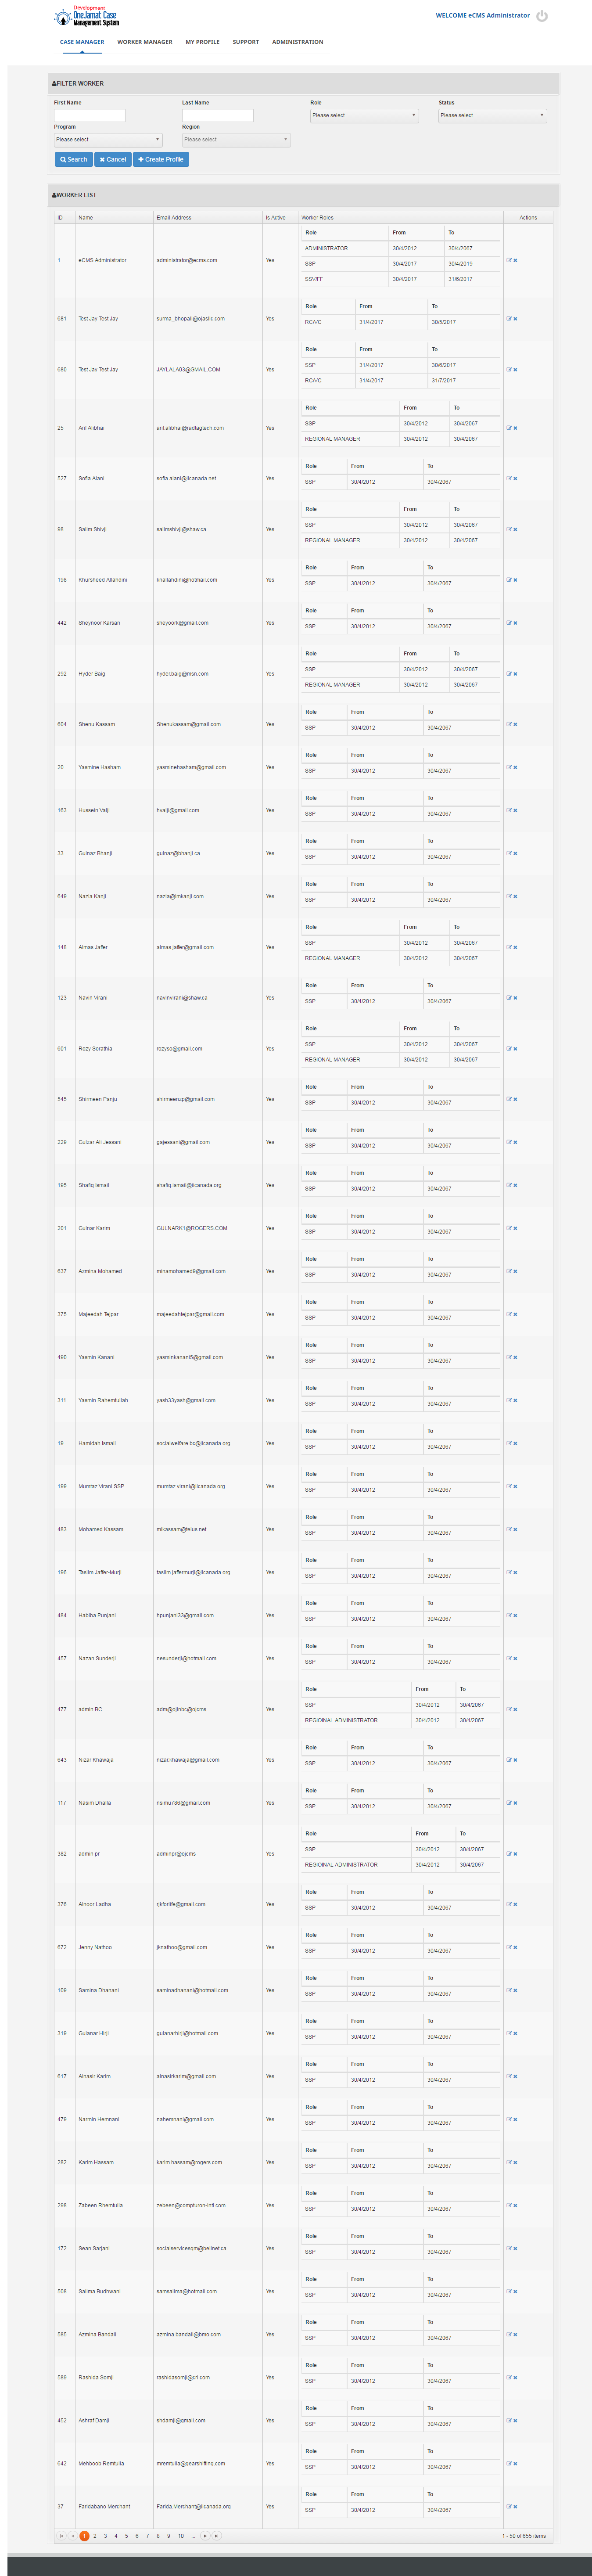 Development
OneJamat Case
Management System
WELCOME eCMS Administrator
CASE MANAGER WORKER MANAGER MY PROFILE SUPPORT ADMINISTRATION
FILTER WORKER
First Name Last Name Role Status
Please select Please select
Program Region
Please select Please select
Search Cancel Create Profile
WORKER LIST
ID Name Email Address Is Active Worker Roles Actions
Role From To
ADMINISTRATOR 30/4/2012 30/4/2067
1 eCMS Administrator administrator@ecms.com Yes SSP 30/4/2017 30/4/2019
SSV/FF 30/4/2017 31/6/2017
Role From To
681 Test Jay Test Jay surma_bhopali@ojasllc.com Yes RC/VC 31/4/2017 30/5/2017
Role From To
680 Test Jay Test Jay JAYLALA03@GMAIL.COM Yes SSP 31/4/2017 30/6/2017
RC/VC 31/4/2017 31/7/2017
Role From To
25 Arif Alibhai arif.alibhai@radtagtech.com Yes SSP 30/4/2012 30/4/2067
REGIONAL MANAGER 30/4/2012 30/4/2067
Role From To
527 Sofia Alani sofia.alani@iicanada.net Yes SSP 30/4/2012 30/4/2067
Role From To
98 Salim Shivji salimshivji@shaw.ca Yes SSP 30/4/2012 30/4/2067
REGIONAL MANAGER 30/4/2012 30/4/2067
Role From To
198 Khursheed Allahdini knallahdini@hotmail.com Yes SSP 30/4/2012 30/4/2067
Role From To
442 Sheynoor Karsan sheyoork@gmail.com Yes SSP 30/4/2012 30/4/2067
Role From To
292 Hyder Baig hyder.baig@msn.com Yes SSP 30/4/2012 30/4/2067
REGIONAL MANAGER 30/4/2012 30/4/2067
Role From To
604 Shenu Kassam Shenukassam@gmail.com Yes SSP 30/4/2012 30/4/2067
Role From To
20 Yasmine Hasham yasminehasham@gmail.com Yes SSP 30/4/2012 30/4/2067
Role From To
163 Hussein Valji hvalji@gmail.com Yes SSP 30/4/2012 30/4/2067
Role From To
33 Gulnaz Bhanji gulnaz@bhanji.ca Yes SSP 30/4/2012 30/4/2067
Role From To
649 Nazia Kanji nazia@imkanji.com Yes SSP 30/4/2012 30/4/2067
Role From To
148 Almas Jaffer almas.jaffer@gmail.com Yes SSP 30/4/2012 30/4/2067
REGIONAL MANAGER 30/4/2012 30/4/2067
Role From To
123 Navin Virani navinvirani@shaw.ca Yes SSP 30/4/2012 30/4/2067
Role From To
601 Rozy Sorathia rozyso@gmail.com Yes SSP 30/4/2012 30/4/2067
REGIONAL MANAGER 30/4/2012 30/4/2067
Role From To
545 Shirmeen Panju shirmeenzp@gmail.com Yes SSP 30/4/2012 30/4/2067
Role From To
229 Gulzar Ali Jessani gajessani@gmail.com Yes SSP 30/4/2012 30/4/2067
Role From To
195 Shafiq Ismail shafiq.ismail@iicanada.org Yes SSP 30/4/2012 30/4/2067
Role From To
201 Gulnar Karim GULNARK1@ROGERS.COM Yes SSP 30/4/2012 30/4/2067
Role From To
637 Azmina Mohamed minamohamed9@gmail.com Yes SSP 30/4/2012 30/4/2067
Role From To
375 Majeedah Tejpar majeedahtejpar@gmail.com Yes SSP 30/4/2012 30/4/2067
Role From To
490 Yasmin Kanani yasminkanani5@gmail.com Yes SSP 30/4/2012 30/4/2067
Role From To
311 Yasmin Rahemtullah yash33yash@gmail.com Yes SSP 30/4/2012 30/4/2067
Role From To
19 Hamidah Ismail socialwelfare.bc@iicanada.org Yes SSP 30/4/2012 30/4/2067
Role From To
199 Mumtaz Virani SSP mumtaz.virani@iicanada.org Yes SSP 30/4/2012 30/4/2067
Role From To
483 Mohamed Kassam mikassam@telus.net Yes SSP 30/4/2012 30/4/2067
Role From To
196 Taslim Jaffer-Murji taslim.jaffermurji@iicanada.org Yes SSP 30/4/2012 30/4/2067
Role From To
484 Habiba Punjani hpunjani33@gmail.com Yes SSP 30/4/2012 30/4/2067
Role From To
457 Nazan Sunderji nesunderji@hotmail.com Yes SSP 30/4/2012 30/4/2067
Role From To
477 admin BC adm@ojinbc@ojcms Yes SSP 30/4/2012 30/4/2067
REGIOINAL ADMINISTRATOR 30/4/2012 30/4/2067
Role From To
643 Nizar Khawaja nizar.khawaja@gmail.com Yes SSP 30/4/2012 30/4/2067
Role From To
117 Nasim Dhalla nsimu786@gmail.com Yes SSP 30/4/2012 30/4/2067
Role From To
382 admin pr adminpr@ojcms Yes SSP 30/4/2012 30/4/2067
REGIOINAL ADMINISTRATOR 30/4/2012 30/4/2067
Role From To
376 Alnoor Ladha rjkforlife@gmail.com Yes SSP 30/4/2012 30/4/2067
Role From To
672 Jenny Nathoo jknathoo@gmail.com Yes SSP 30/4/2012 30/4/2067
Role From To
109 Samina Dhanani saminadhanani@hotmail.com Yes SSP 30/4/2012 30/4/2067
Role From To
319 Gulanar Hirji gulanarhirji@hotmail.com Yes SSP 30/4/2012 30/4/2067
Role From To
617 Alnasir Karim alnasirkarim@gmail.com Yes SSP 30/4/2012 30/4/2067
Role From To
479 Narmin Hemnani nahemnani@gmail.com Yes SSP 30/4/2012 30/4/2067
Role From To
282 Karim Hassam karim.hassam@rogers.com Yes SSP 30/4/2012 30/4/2067
Role From To
298 Zabeen Rhemtulla zebeen@compturon-intl.com Yes SSP 30/4/2012 30/4/2067
Role From To
172 Sean Sarjani socialservicesqm@bellnet.ca Yes SSP 30/4/2012 30/4/2067
Role From To
508 Salima Budhwani samsalima@hotmail.com Yes SSP 30/4/2012 30/4/2067
Role From To
585 Azmina Bandali azmina.bandali@bmo.com Yes SSP 30/4/2012 30/4/2067
Role From To
589 Rashida Somji rashidasomji@crl.com Yes SSP 30/4/2012 30/4/2067
Role From To
452 Ashraf Damji shdamji@gmail.com Yes SSP 30/4/2012 30/4/2067
Role From To
642 Mehboob Remtulla mremtulla@gearshifting.com Yes SSP 30/4/2012 30/4/2067
Role From To
37 Faridabano Merchant Farida.Merchant@iicanada.org Yes SSP 30/4/2012 30/4/2067
1 2 3 4 5 6 7 8 9 10 ... 1 - 50 of 655 items